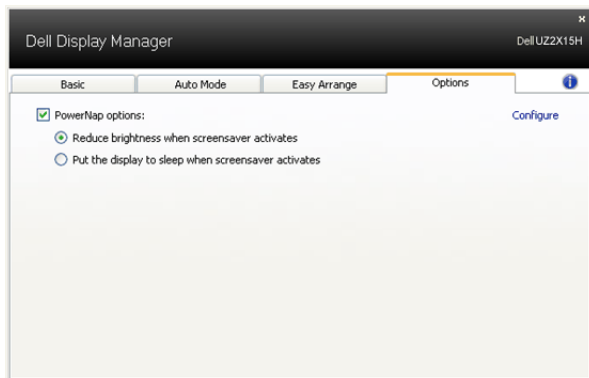 x
Dell Display Manager
Dell UZ2X15H
Basic
Auto Mode
Easy Arrange
Options
i
PowerNap options:
Configure
Reduce brightness when screensaver activates
Put the display to sleep when screensaver activates